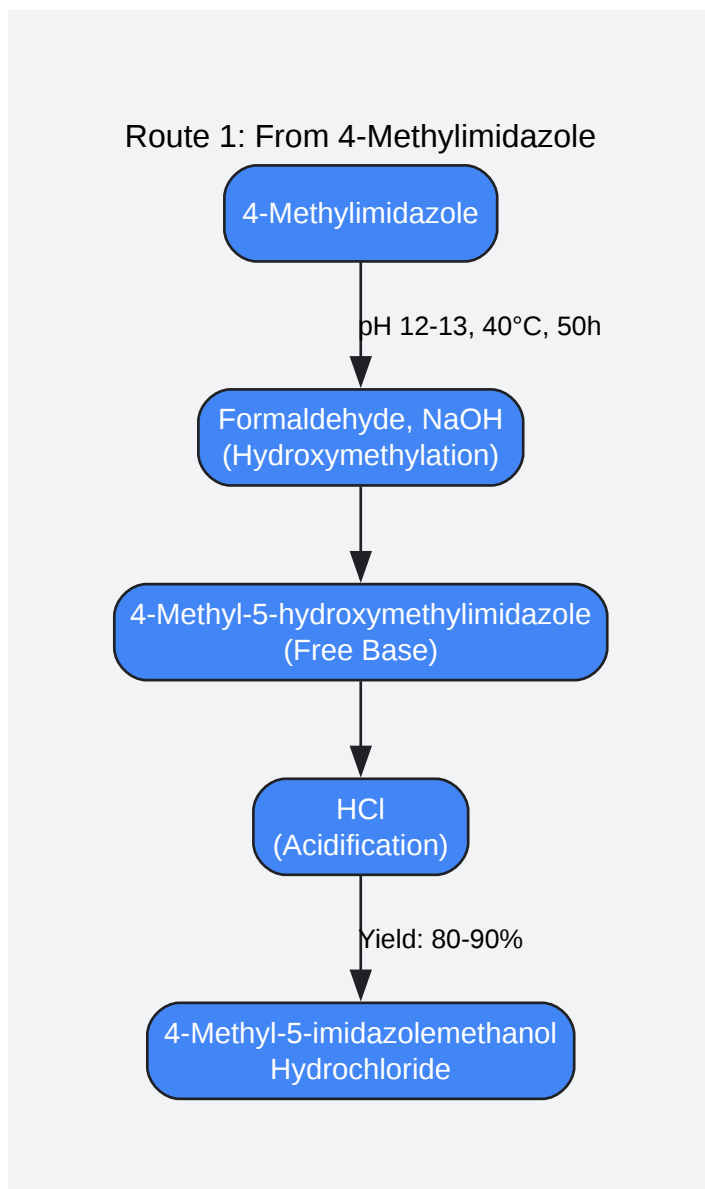 Route 1: From 4-Methylimidazole
4-Methylimidazole
pH 12-13, 40°C, 50h
Formaldehyde, NaOH
(Hydroxymethylation)
4-Methyl-5-hydroxymethylimidazole
(Free Base)
HCl
(Acidification)
Yield: 80-90%
4-Methyl-5-imidazolemethanol
Hydrochloride